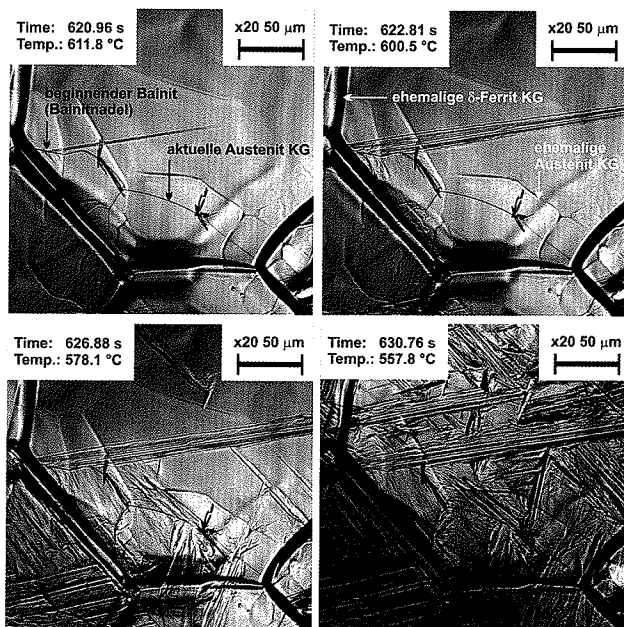 Time: 620.96 s
Temp.: 611.8 °C
x20 50 µm
beginnender Bainit
(Bainitnadel)
aktuelle Austenit KG
Time: 622.81 s
Temp.: 600.5 °C
x20 50 µm
ehemalige δ-Ferrit KG
ehemalige
Austenit KG
Time: 626.88 s
Temp.: 578.1 °C
x20 50 µm
Time: 630.76 s
Temp.: 557.8 °C
x20 50 µm